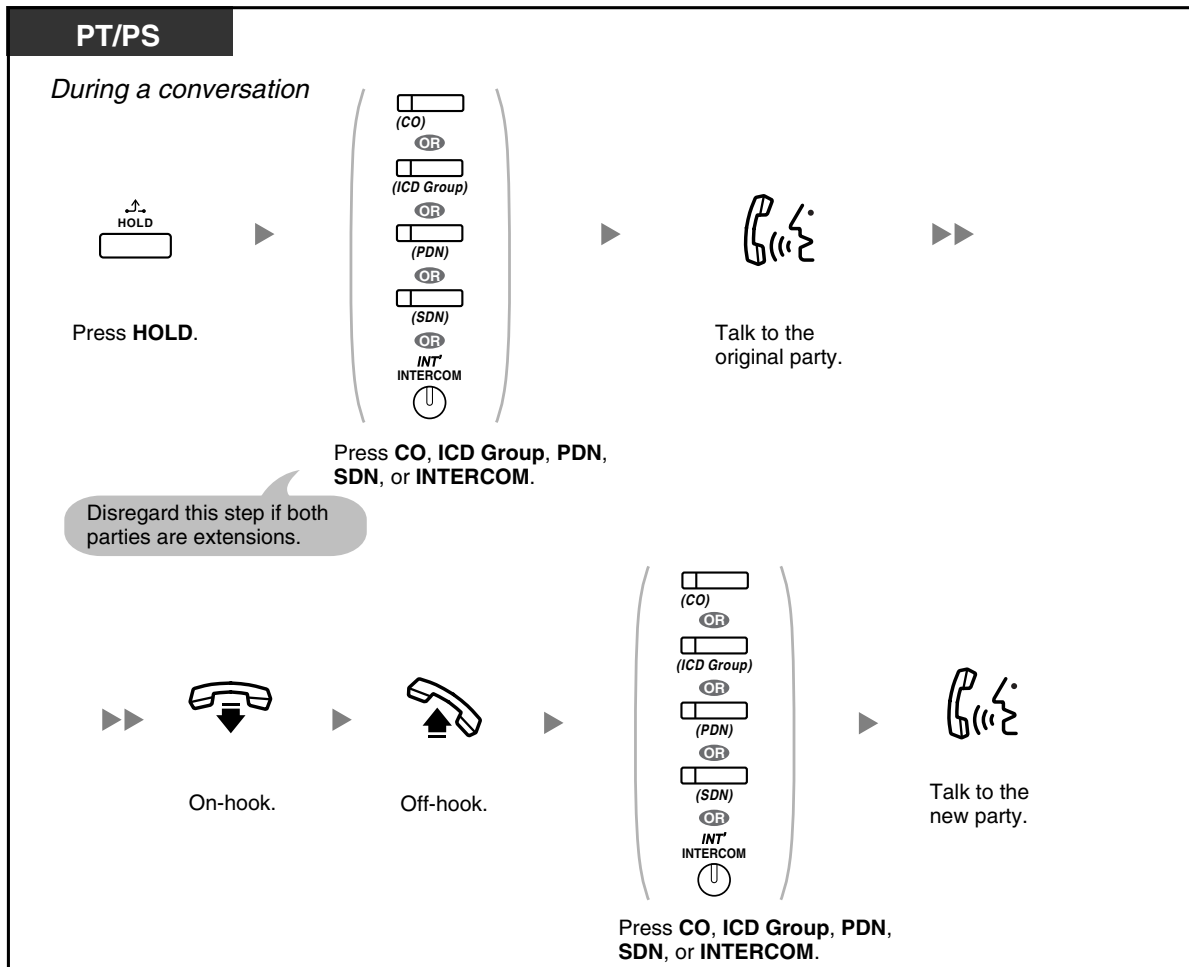 PT/PS
During a conversation
HOLD
Press HOLD.
(CO)
OR
(ICD Group)
OR
(PDN)
OR
(SDN)
OR
INT'
INTERCOM
Press CO, ICD Group, PDN,
SDN, or INTERCOM.
Disregard this step if both
parties are extensions.
Talk to the
original party.
On-hook.
Off-hook.
(CO)
OR
(ICD Group)
OR
(PDN)
OR
(SDN)
OR
INT'
INTERCOM
Press CO, ICD Group, PDN,
SDN, or INTERCOM.
Talk to the
new party.